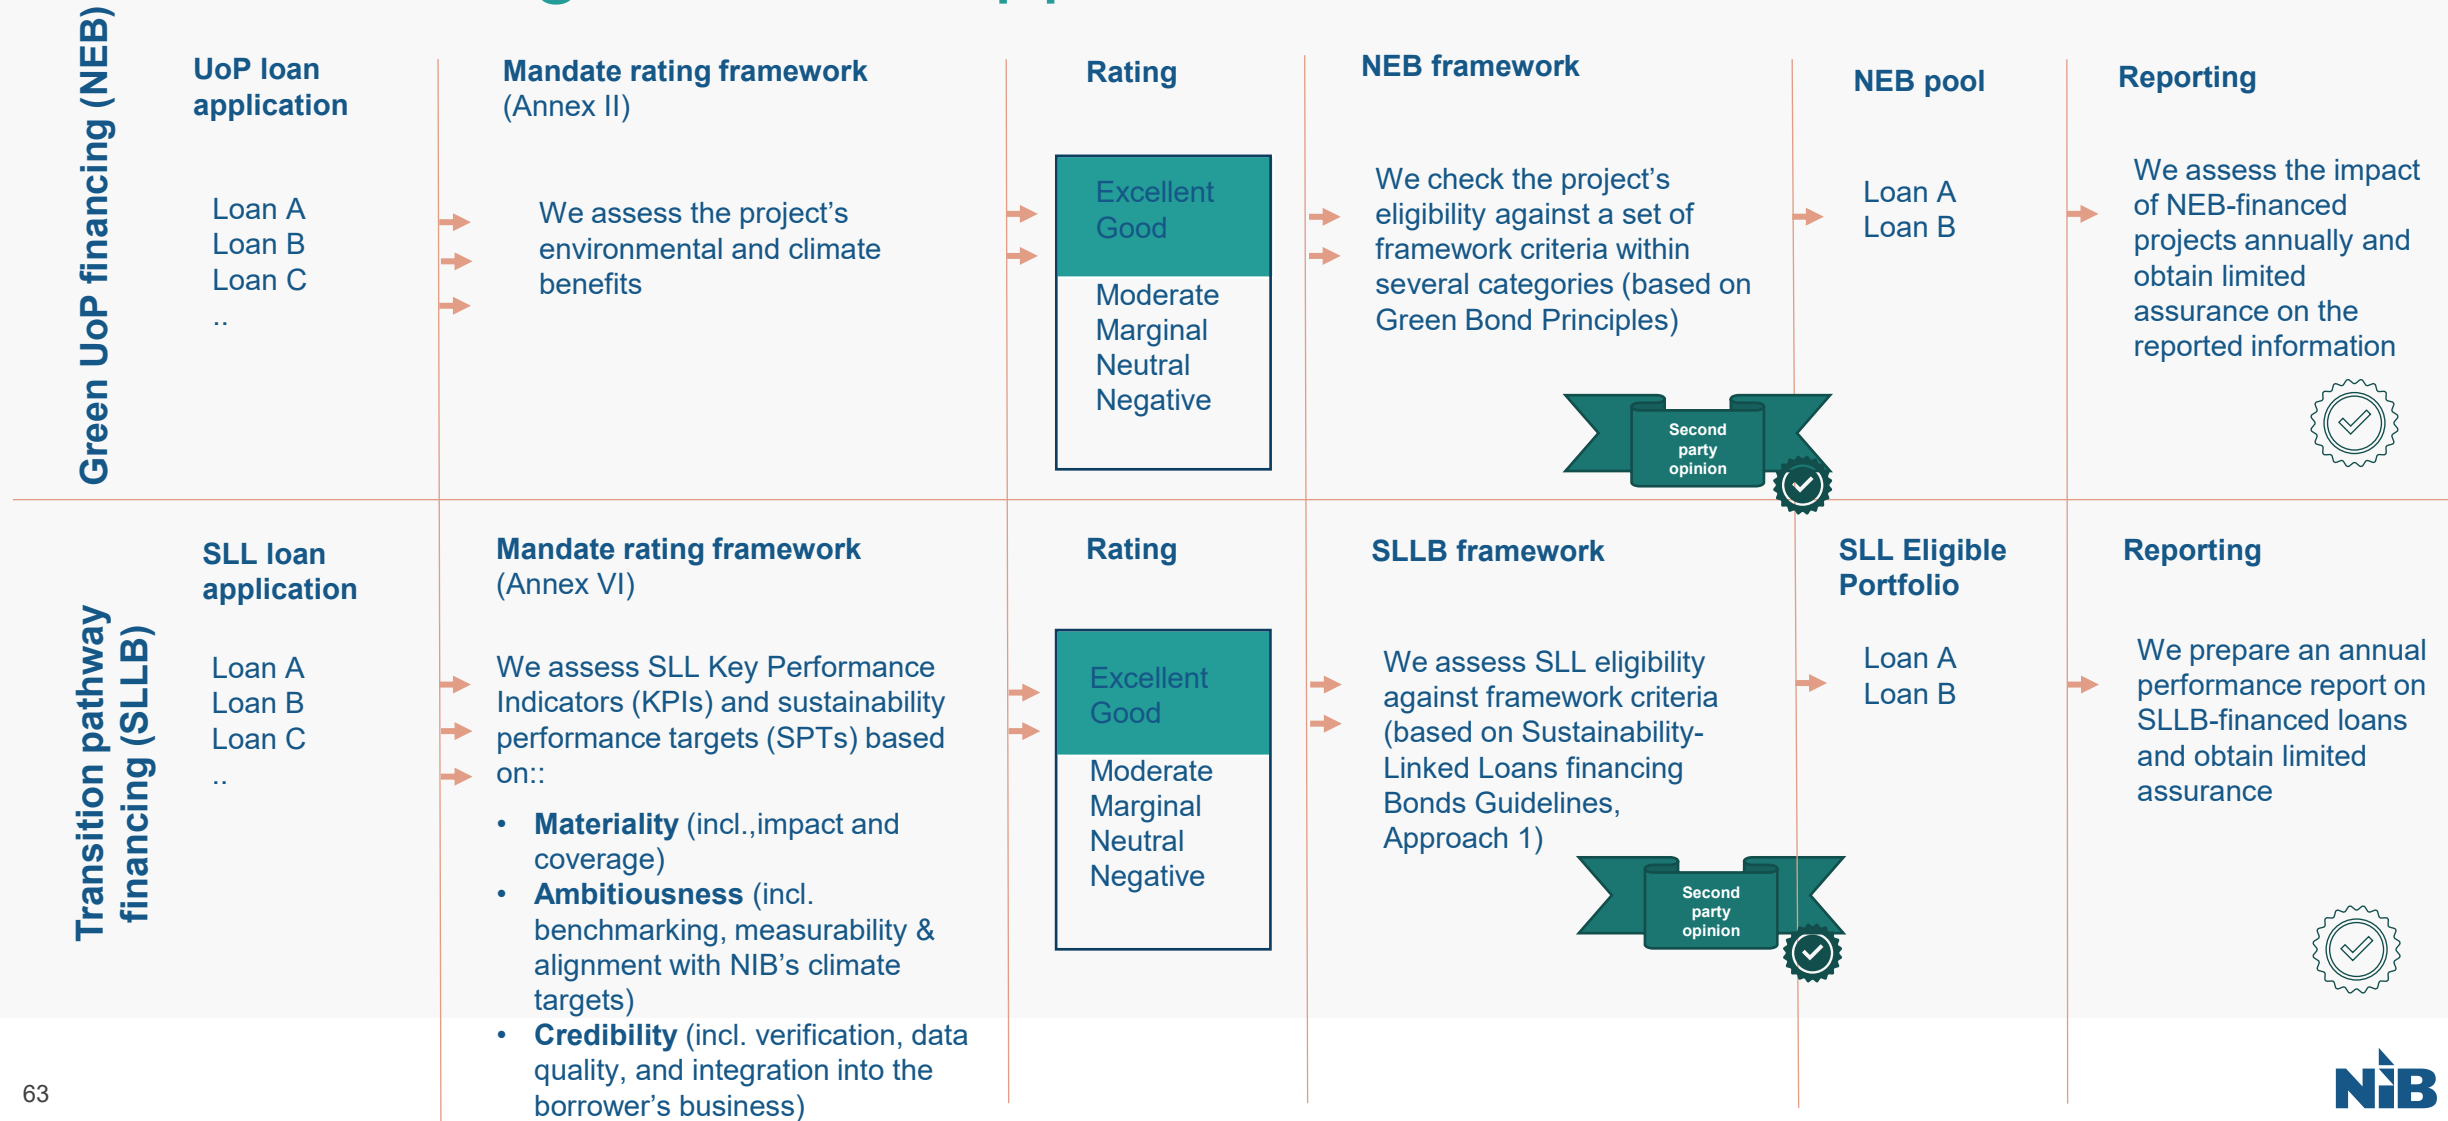 Green UoP financing (NEB)
UoP loan
application
Loan A
Loan B
Loan C
..
Mandate rating framework
(Annex II)
We assess the project's
environmental and climate
benefits
Rating
Excellent
Good
Moderate
Marginal
Neutral
Negative
NEB framework
We check the project's
eligibility against a set of
framework criteria within
several categories (based on
Green Bond Principles)
Second
party
opinion
NEB pool
Loan A
Loan B
Reporting
We assess the impact
of NEB-financed
projects annually and
obtain limited
assurance on the
reported information
Transition pathway
financing (SLLB)
SLL loan
application
Loan A
Loan B
Loan C
..
Mandate rating framework
(Annex VI)
We assess SLL Key Performance
Indicators (KPIs) and sustainability
performance targets (SPTs) based
on::
• Materiality (incl.,impact and
coverage)
• Ambitiousness (incl.
benchmarking, measurability &
alignment with NIB's climate
targets)
• Credibility (incl. verification, data
quality, and integration into the
borrower's business)
Rating
Excellent
Good
Moderate
Marginal
Neutral
Negative
SLLB framework
We assess SLL eligibility
against framework criteria
(based on Sustainability-
Linked Loans financing
Bonds Guidelines,
Approach 1)
Second
party
opinion
SLL Eligible
Portfolio
Loan A
Loan B
Reporting
We prepare an annual
performance report on
SLLB-financed loans
and obtain limited
assurance
63
NIB